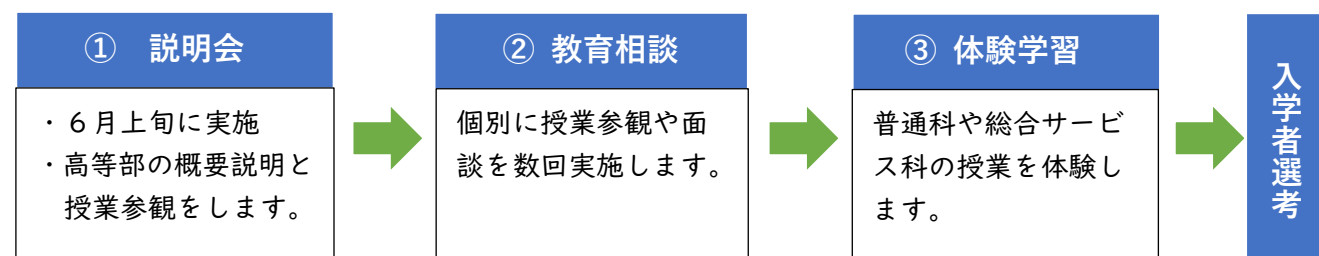 ① 説明会
・６月上旬に実施
・高等部の概要説明と
授業参観をします。
② 教育相談
個別に授業参観や面
談を数回実施します。
③ 体験学習
普通科や総合サービ
ス科の授業を体験し
ます。
入学者選考